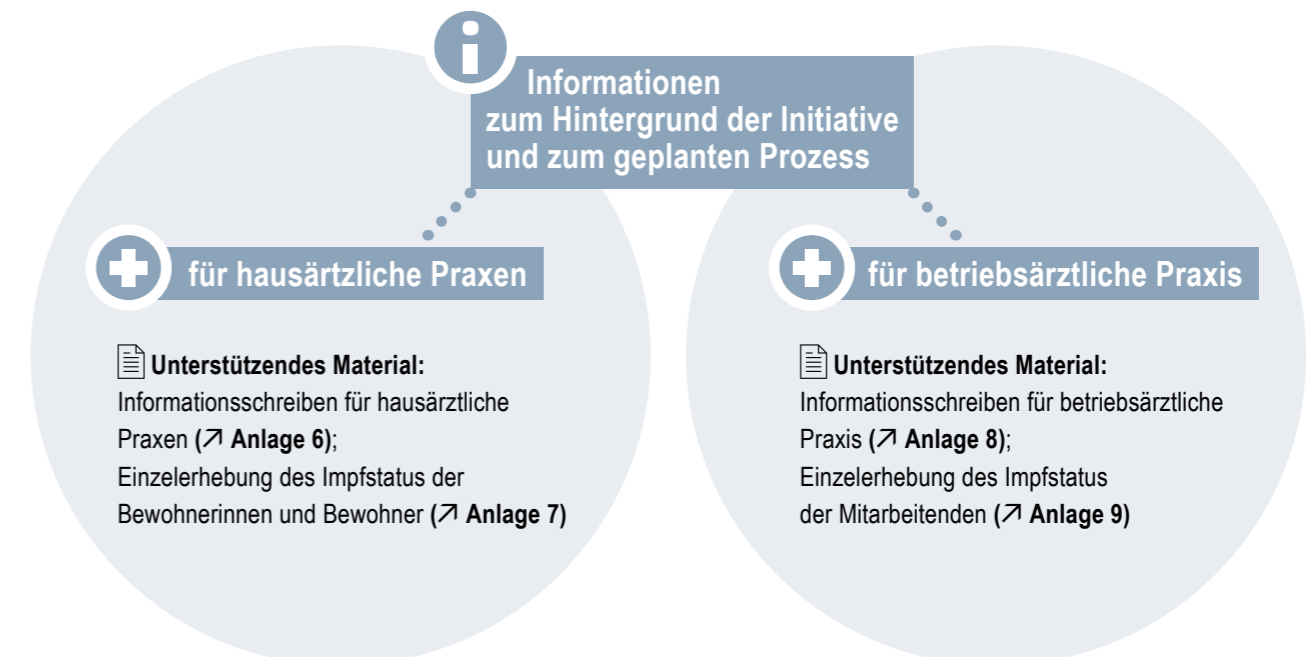 Informationen
zum Hintergrund der Initiative
und zum geplanten Prozess
für hausärtzliche Praxen
Unterstützendes Material:
Informationsschreiben für hausärztliche
Praxen (↗ Anlage 6);
Einzelerhebung des Impfstatus der
Bewohnerinnen und Bewohner (↗ Anlage 7)
für betriebsärztliche Praxis
Unterstützendes Material:
Informationsschreiben für betriebsärztliche
Praxis (↗ Anlage 8);
Einzelerhebung des Impfstatus
der Mitarbeitenden (↗ Anlage 9)